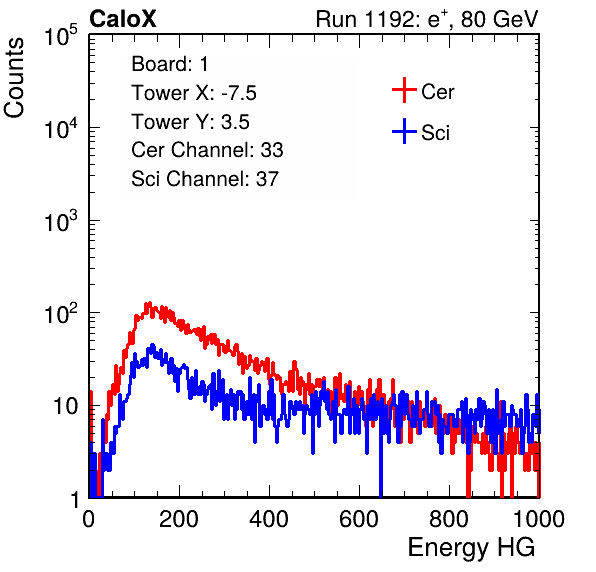 CaloX Run 1192: e⁺, 80 GeV
Counts
Board: 1
Tower X: -7.5
Tower Y: 3.5
Cer Channel: 33
Sci Channel: 37
Cer
Sci
10⁵
10⁴
10³
10²
10
1
0 200 400 600 800 1000
Energy HG